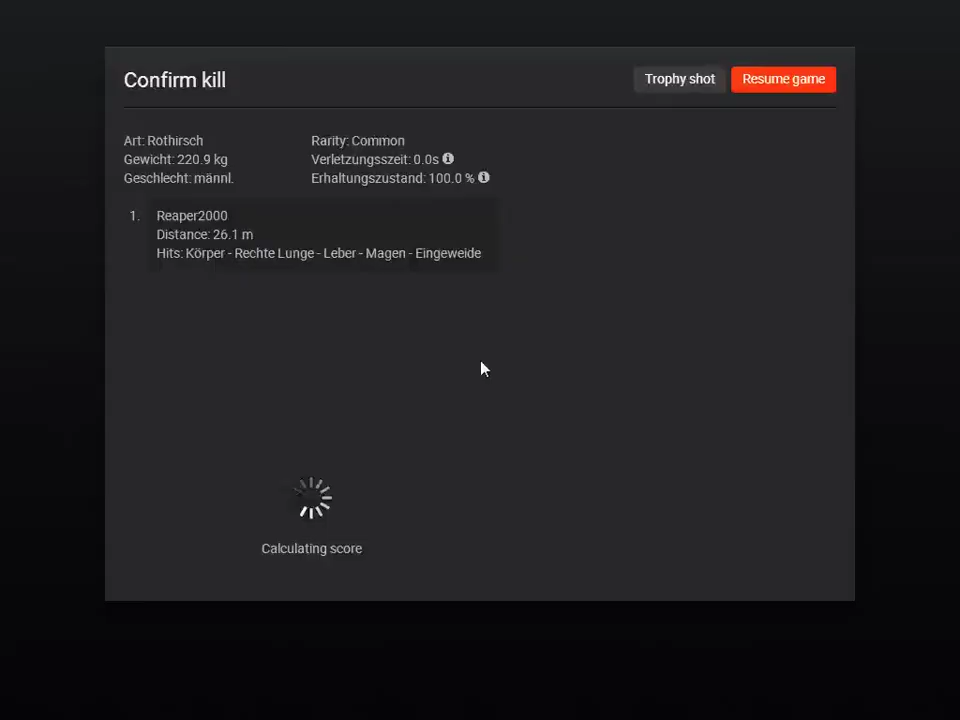 Confirm kill
Trophy shot
Resume game
Art: Rothirsch
Rarity: Common
Gewicht: 220.9 kg
Verletzungsszeit: 0.0s
Geschlecht: männl.
Erhaltungszustand: 100.0 %
1. Reaper2000
Distance: 26.1 m
Hits: Körper - Rechte Lunge - Leber - Magen - Eingeweide
Calculating score